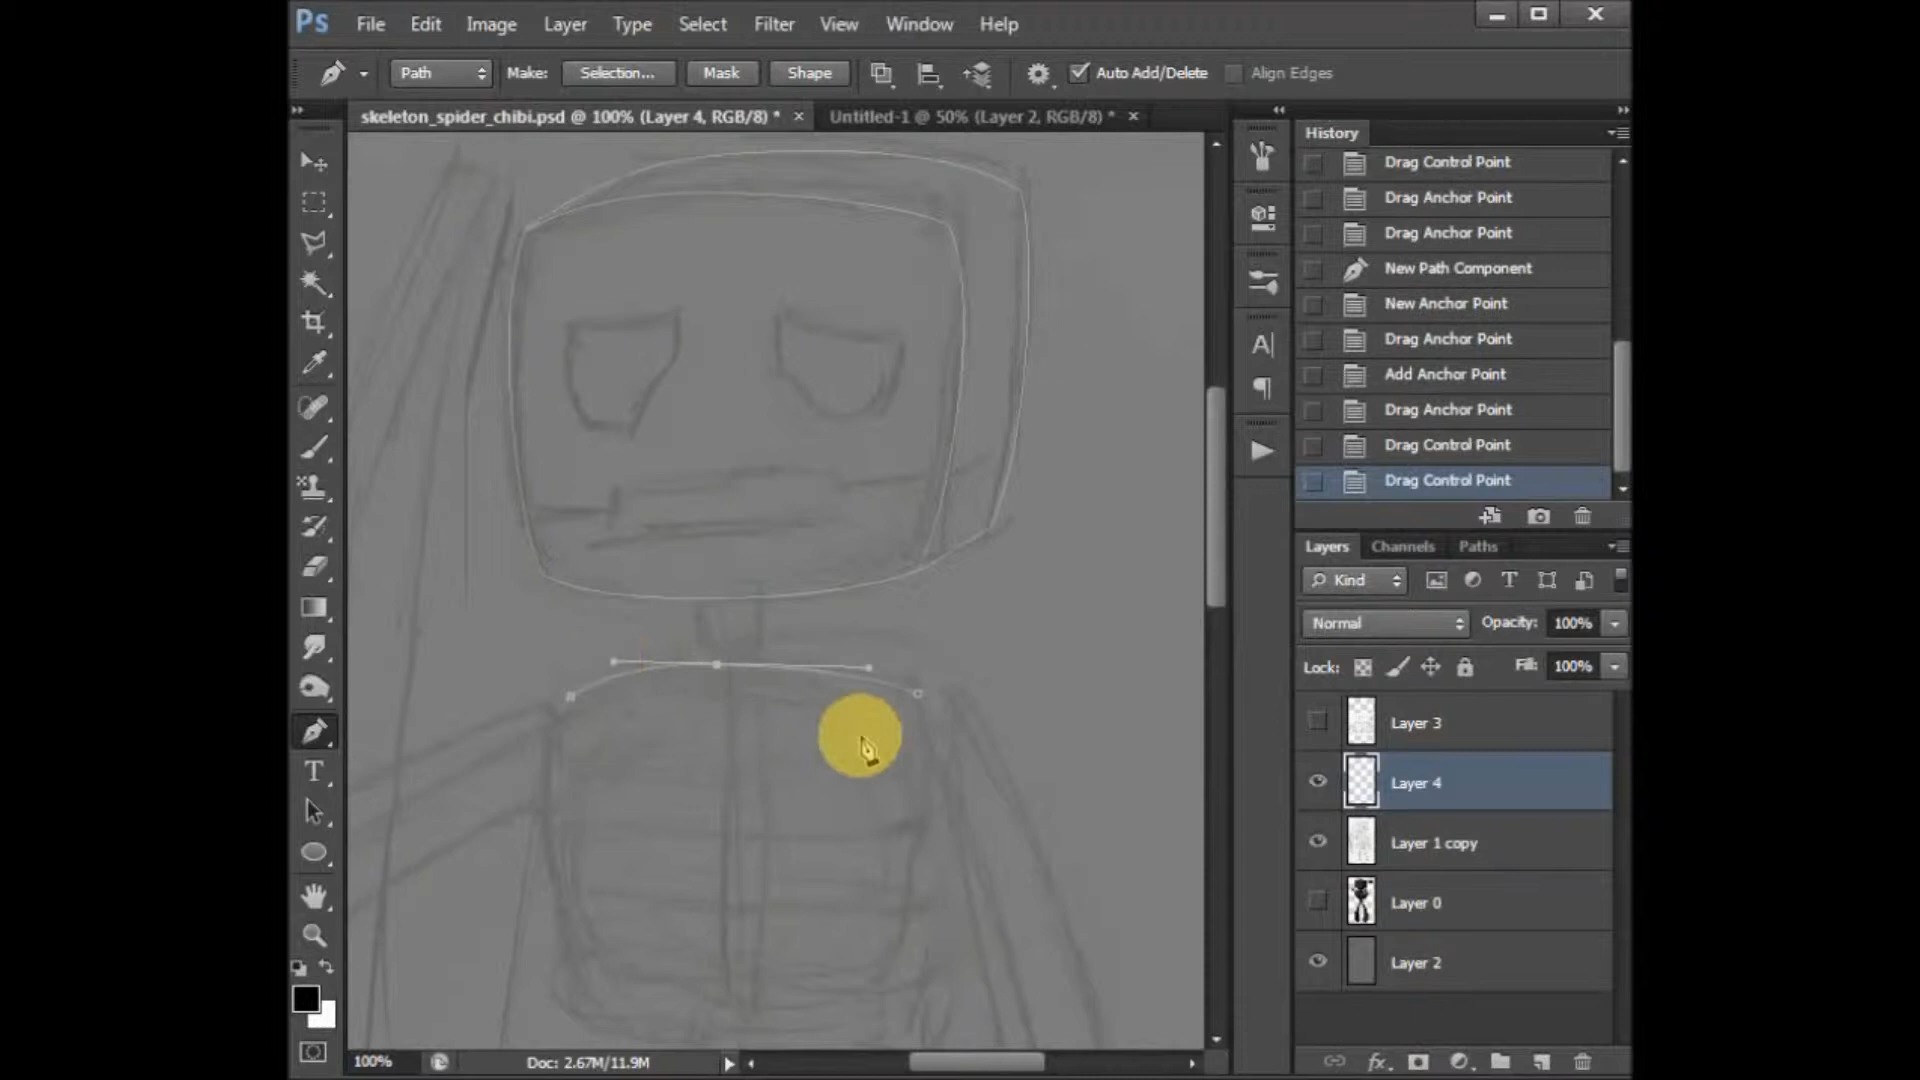 Ps File Edit Image Layer Type Select Filter View Window Help
Path Make: Selection... Mask Shape Auto Add/Delete Align Edges
skeleton_spider_chibi.psd @ 100% (Layer 4, RGB/8) * × Untitled-1 @ 50% (Layer 2, RGB/8) * ×
History
Drag Control Point
Drag Anchor Point
Drag Anchor Point
New Path Component
New Anchor Point
Drag Anchor Point
Add Anchor Point
Drag Anchor Point
Drag Control Point
Drag Control Point
Layers Channels Paths
Kind
Normal Opacity: 100%
Lock: Fill: 100%
Layer 3
Layer 4
Layer 1 copy
Layer 0
Layer 2
100% Doc: 2.67M/11.9M